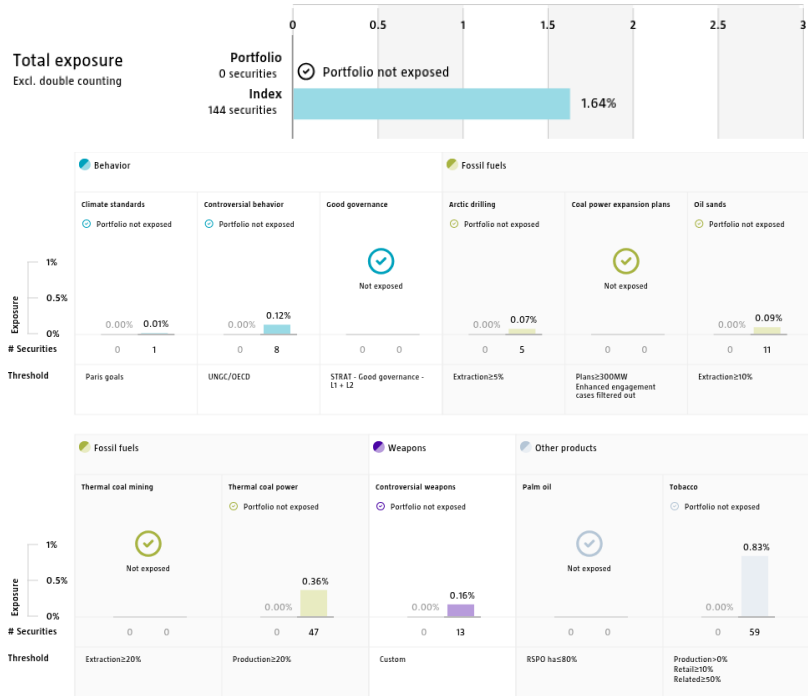 0 0.5 1 1.5 2 2.5 3
Total exposure
Excl. double counting
Portfolio
0 securities
Portfolio not exposed
Index
144 securities
1.64%
Behavior
Fossil fuels
Climate standards
Controversial behavior
Good governance
Arctic drilling
Coal power expansion plans
Oil sands
Portfolio not exposed
Portfolio not exposed
Portfolio not exposed
Portfolio not exposed
Not exposed
Not exposed
Exposure
1%
0.5%
0%
0.00% 0.01%
0.00% 0.12%
0.00% 0.07%
0.00% 0.09%
# Securities
0 1
0 8
0 0
0 5
0 0
0 11
Threshold
Paris goals
UNGC/OECD
STRAT - Good governance -
L1 + L2
Extraction≥5%
Plans≥300MW
Enhanced engagement
cases filtered out
Extraction≥10%
Fossil fuels
Weapons
Other products
Thermal coal mining
Thermal coal power
Controversial weapons
Palm oil
Tobacco
Portfolio not exposed
Portfolio not exposed
Portfolio not exposed
Not exposed
Not exposed
Exposure
1%
0.5%
0%
0.00% 0.36%
0.00% 0.16%
0.00% 0.83%
# Securities
0 0
0 47
0 13
0 0
0 59
Threshold
Extraction≥20%
Production≥20%
Custom
RSPO ha≤80%
Production>0%
Retail≥10%
Related≥50%